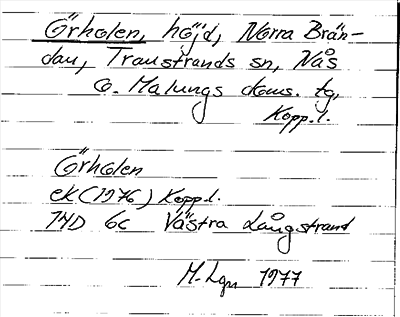 Örholen, höjd, Norra Brän-
dan, Transtrands sn, Nås
o. Malungs doms. tg,
Kopp.l.
Örholen
ek (1976) Kopp.l.
14D 6c Västra Långstrand
M. Lgn 1977